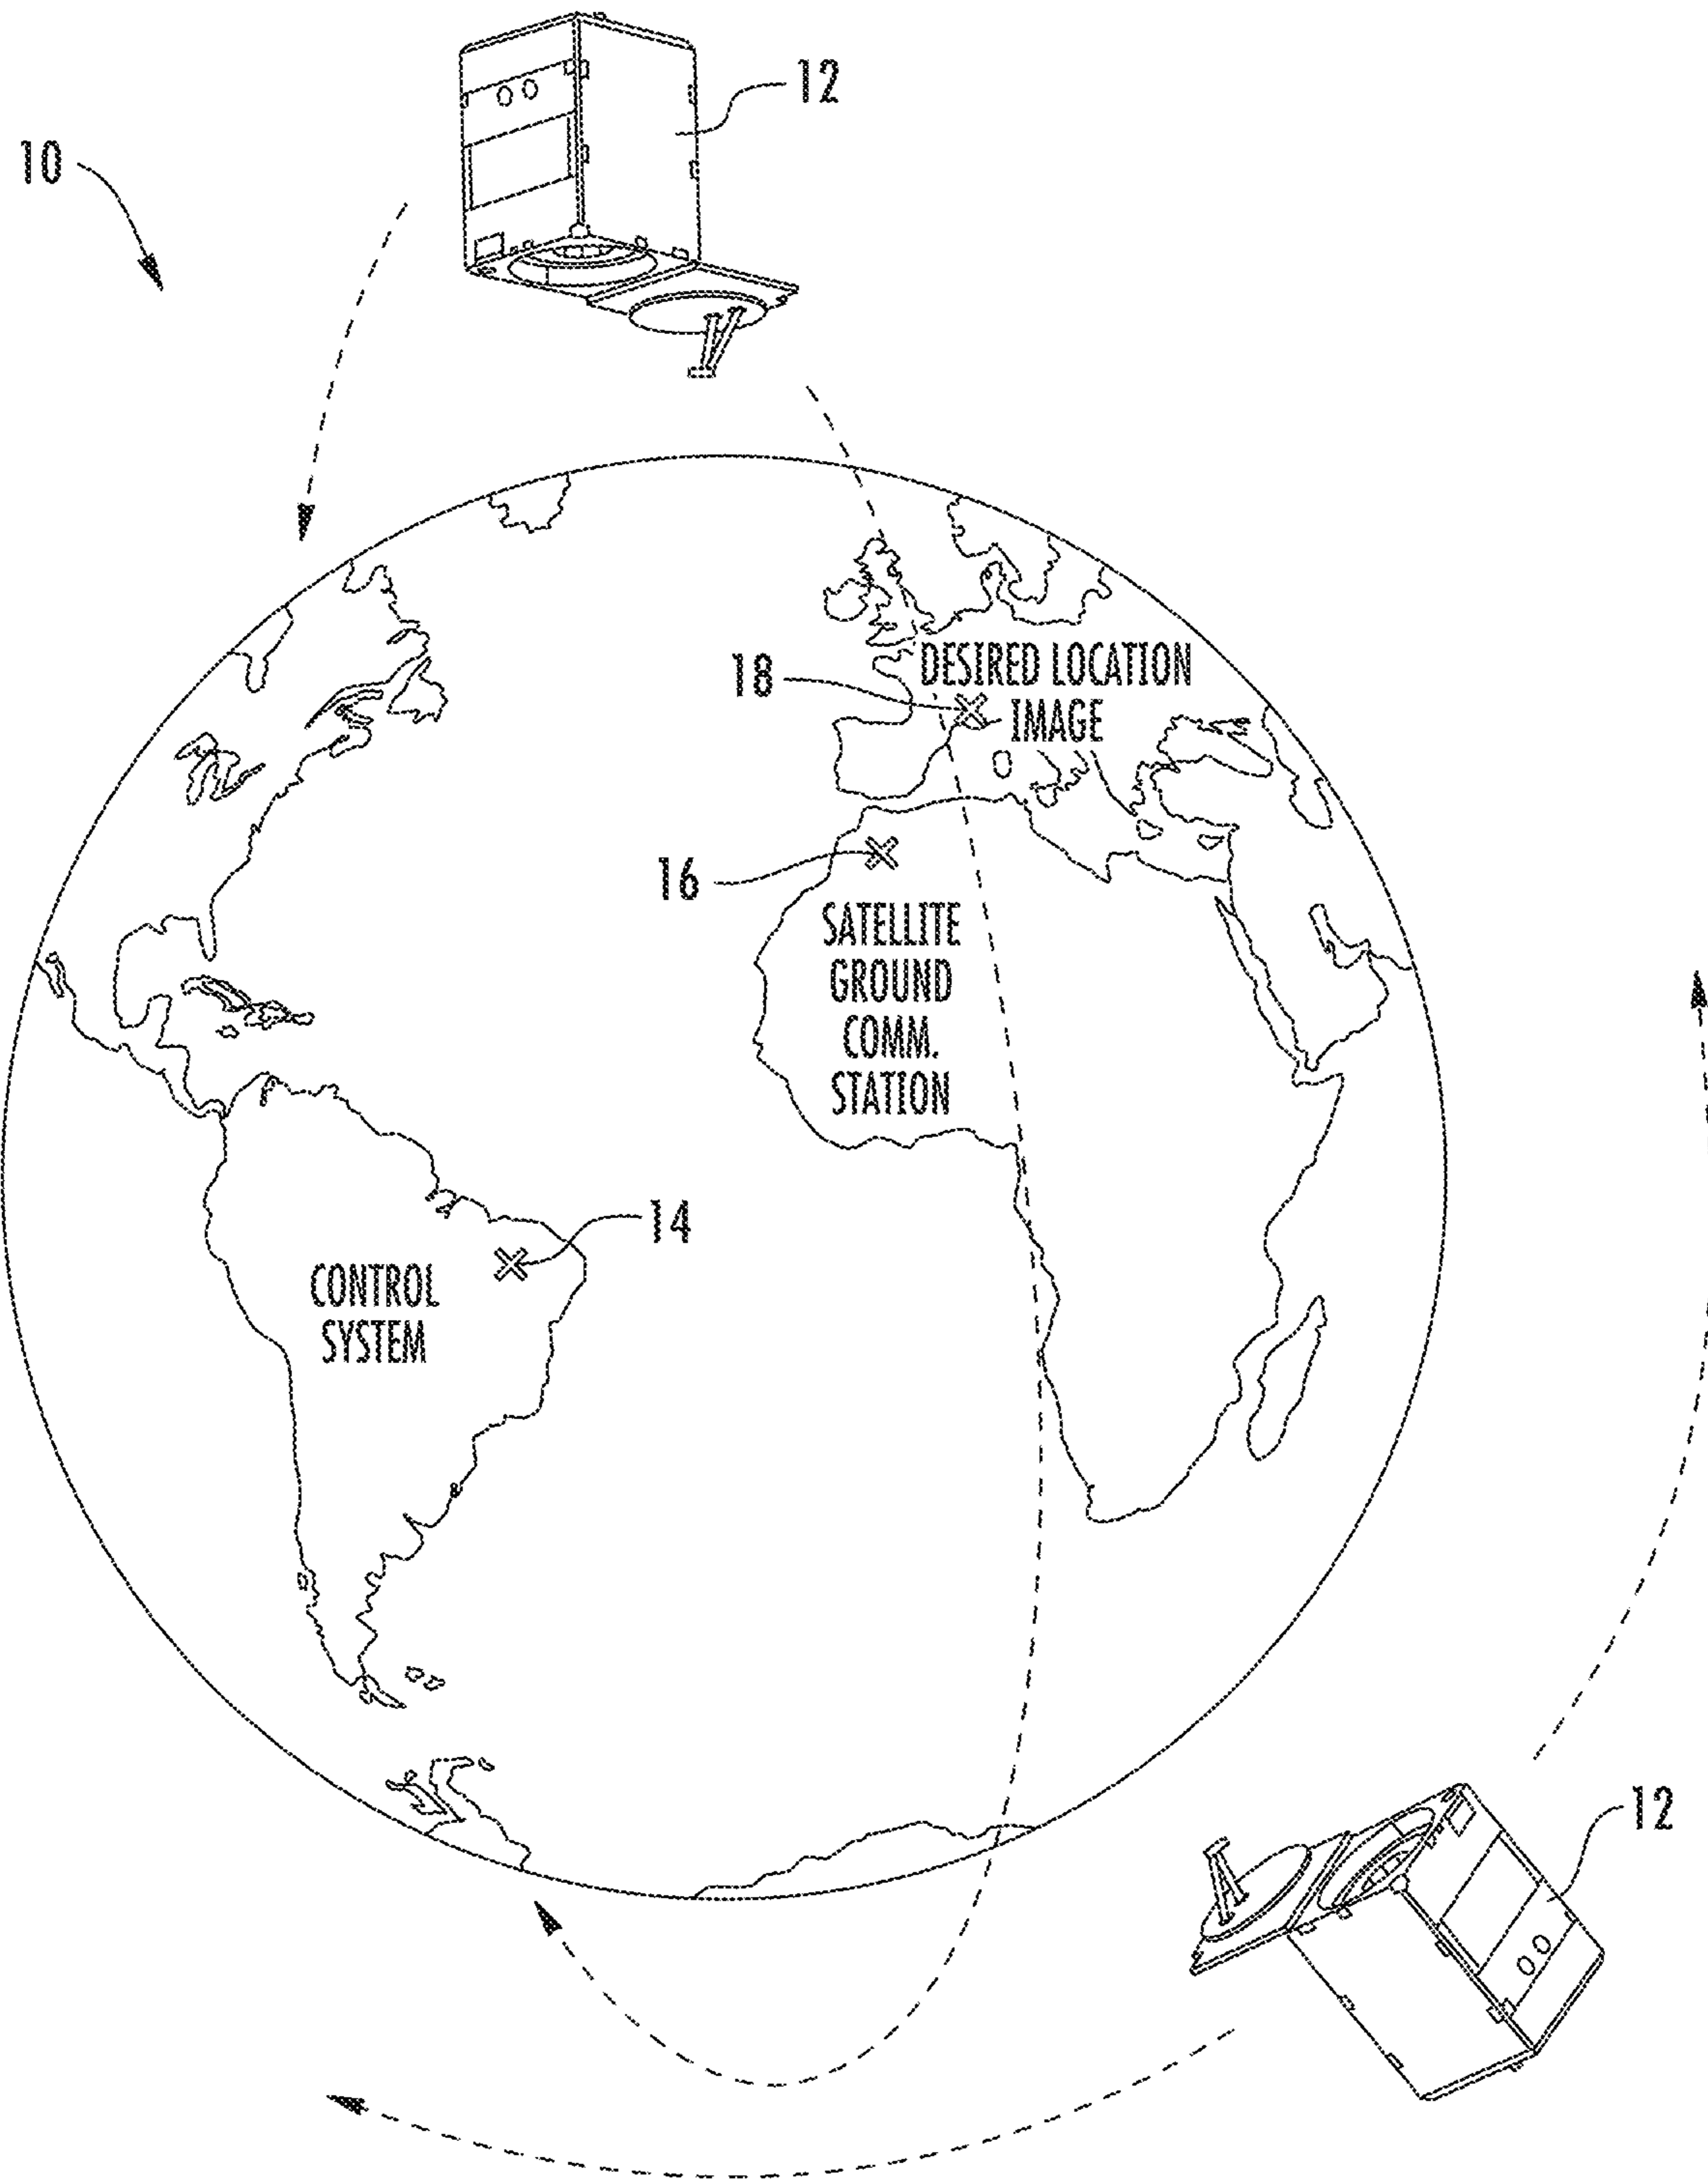 12
10
18
DESIRED LOCATION
IMAGE
16
SATELLITE
GROUND
COMM.
STATION
14
CONTROL
SYSTEM
12